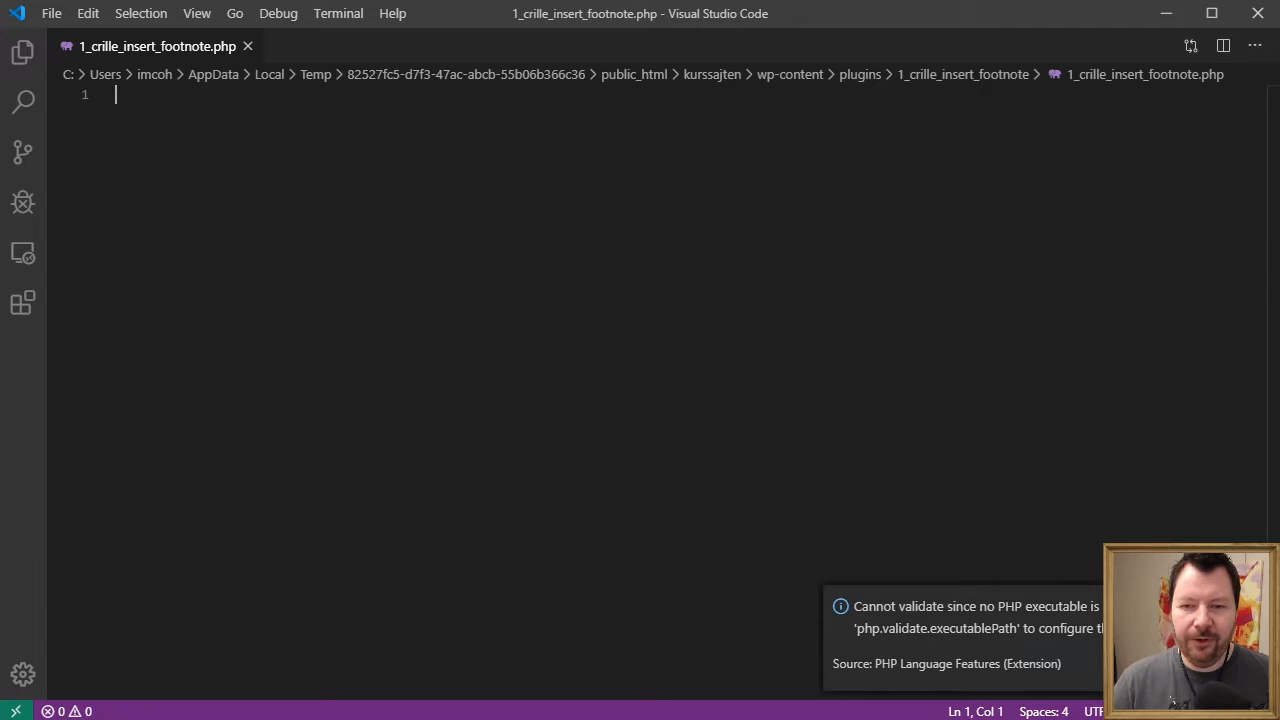 File Edit Selection View Go Debug Terminal Help 1_crille_insert_footnote.php - Visual Studio Code
1_crille_insert_footnote.php
C: > Users > imcoh > AppData > Local > Temp > 82527fc5-d7f3-47ac-abcb-55b06b366c36 > public_html > kurssajten > wp-content > plugins > 1_crille_insert_footnote > 1_crille_insert_footnote.php
1
Cannot validate since no PHP executable is
'php.validate.executablePath' to configure th
Source: PHP Language Features (Extension)
0 0 Ln 1, Col 1 Spaces: 4 UTF